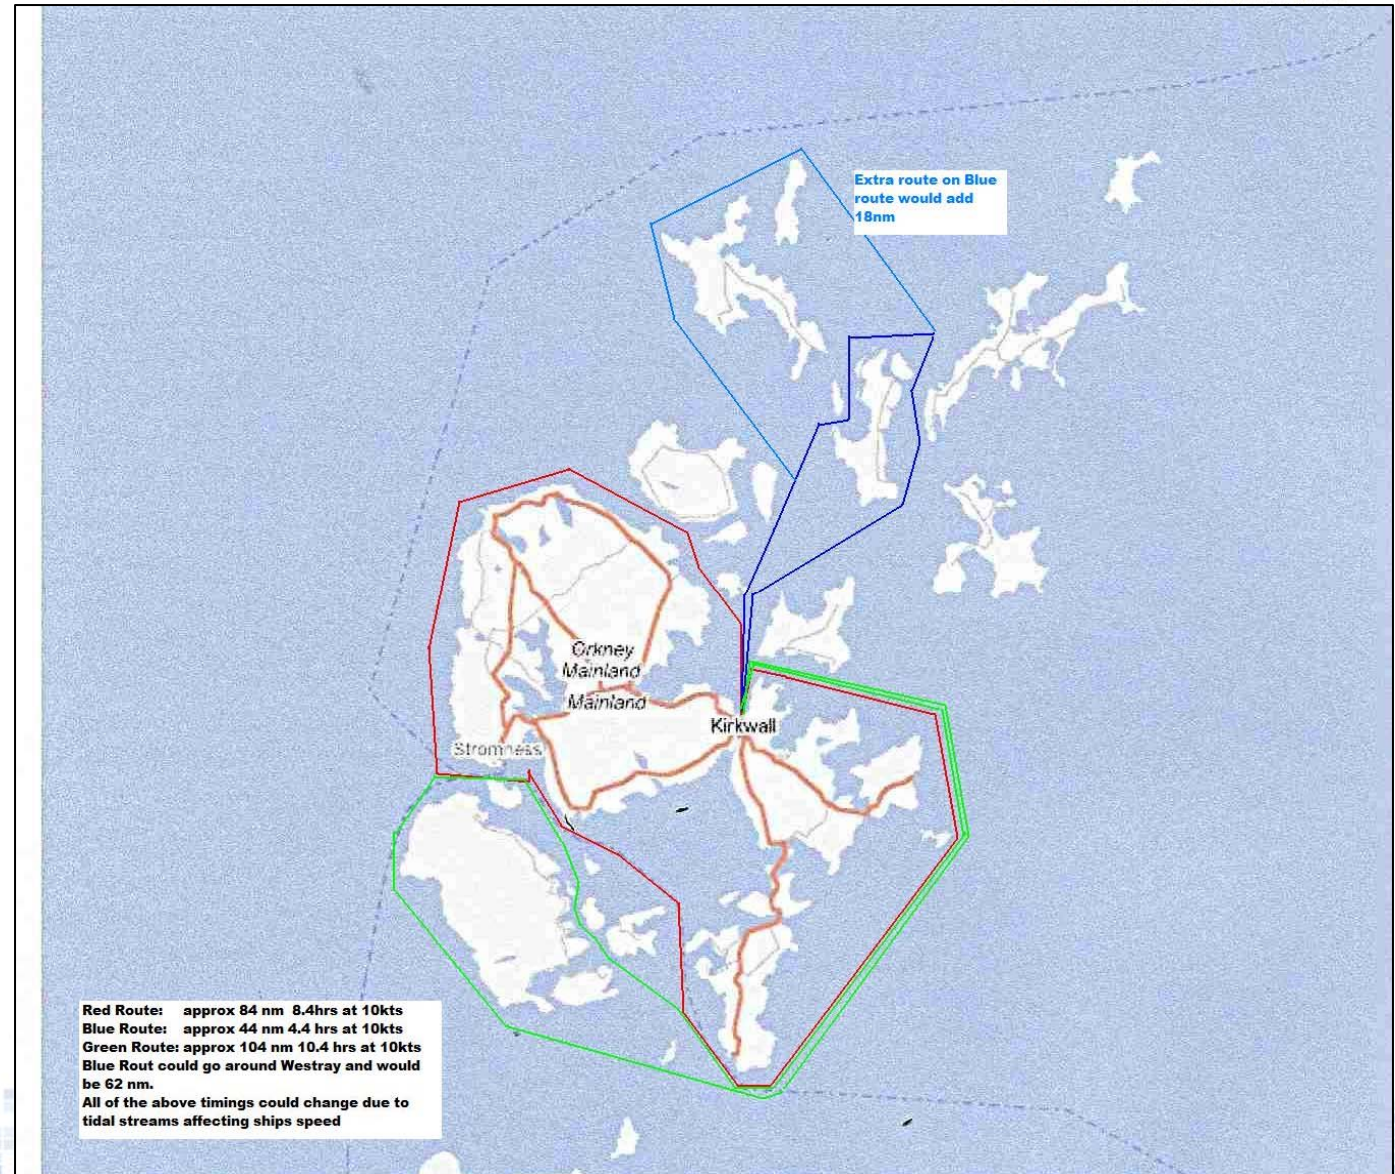 Extra route on Blue
route would add
18nm
Orkney
Mainland
Mainland
Kirkwall
Stromness
Red Route: approx 84 nm 8.4hrs at 10kts
Blue Route: approx 44 nm 4.4 hrs at 10kts
Green Route: approx 104 nm 10.4 hrs at 10kts
Blue Rout could go around Westray and would
be 62 nm.
All of the above timings could change due to
tidal streams affecting ships speed